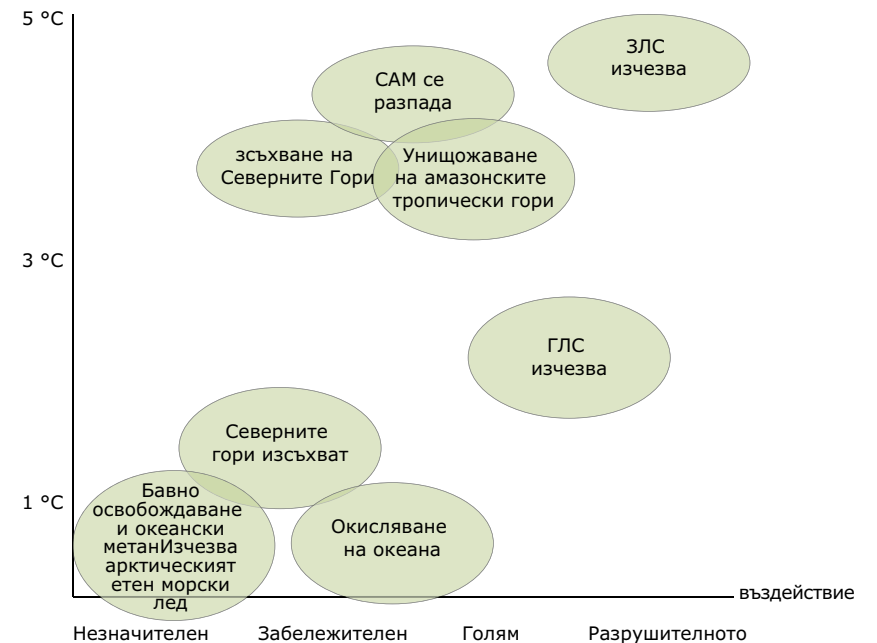 5 °C
ЗЛС
изчезва
САМ се
разпада
зсъхване на
Северните Гори
Унищожаване
на амазонските
тропически гори
3 °C
ГЛС
изчезва
Северните
гори изсъхват
1 °C
Бавно
освобождаване
и океански
метанИзчезва
арктическият
етен морски
лед
Окисляване
на океана
въздействие
Незначителен Забележителен Голям Разрушителното